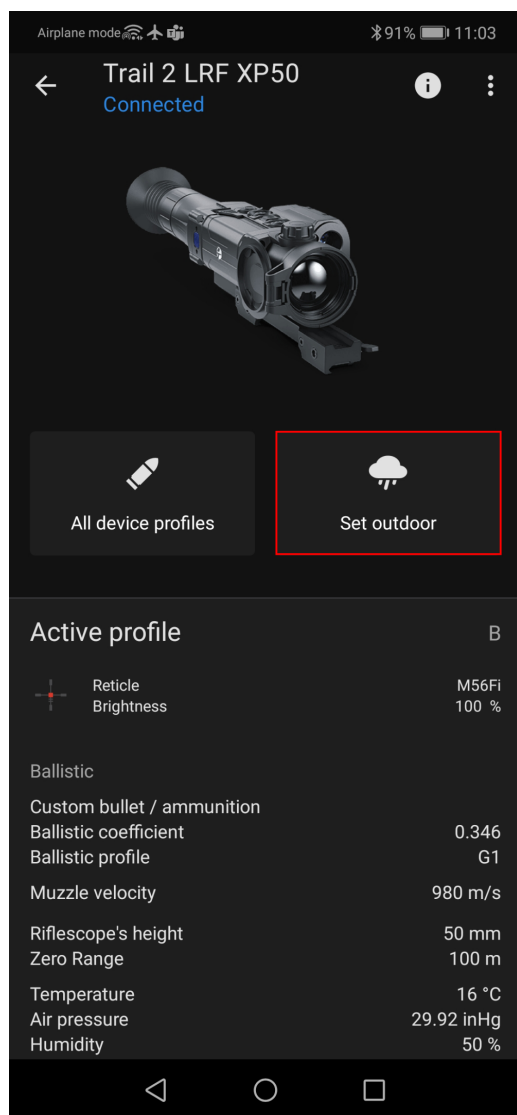 Airplane mode 91% 11:03
Trail 2 LRF XP50
Connected
All device profiles
Set outdoor
Active profile B
Reticle M56Fi
Brightness 100 %
Ballistic
Custom bullet / ammunition
Ballistic coefficient 0.346
Ballistic profile G1
Muzzle velocity 980 m/s
Riflescope's height 50 mm
Zero Range 100 m
Temperature 16 °C
Air pressure 29.92 inHg
Humidity 50 %